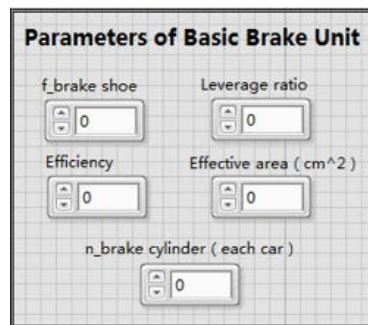 Parameters of Basic Brake Unit
f_brake shoe
Leverage ratio
0
0
Efficiency
Effective area ( cm^2 )
0
0
n_brake cylinder ( each car )
0